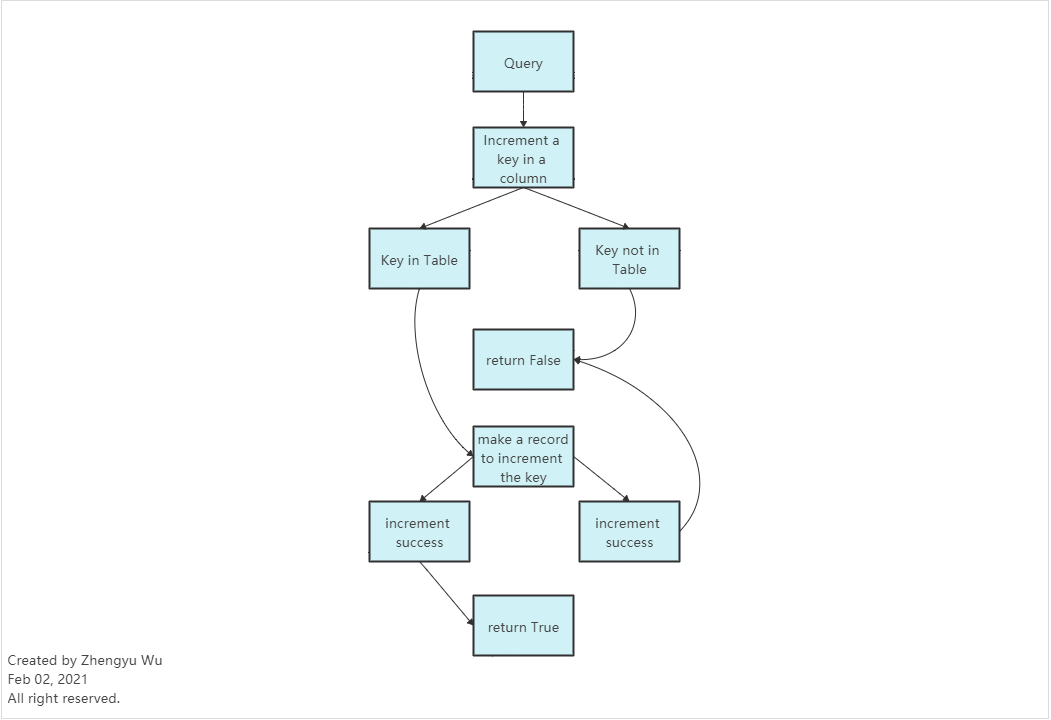 Query
Increment a
key in a
column
Key in Table
Key not in
Table
return False
make a record
to increment
the key
increment
success
increment
success
return True
Created by Zhengyu Wu
Feb 02, 2021
All right reserved.